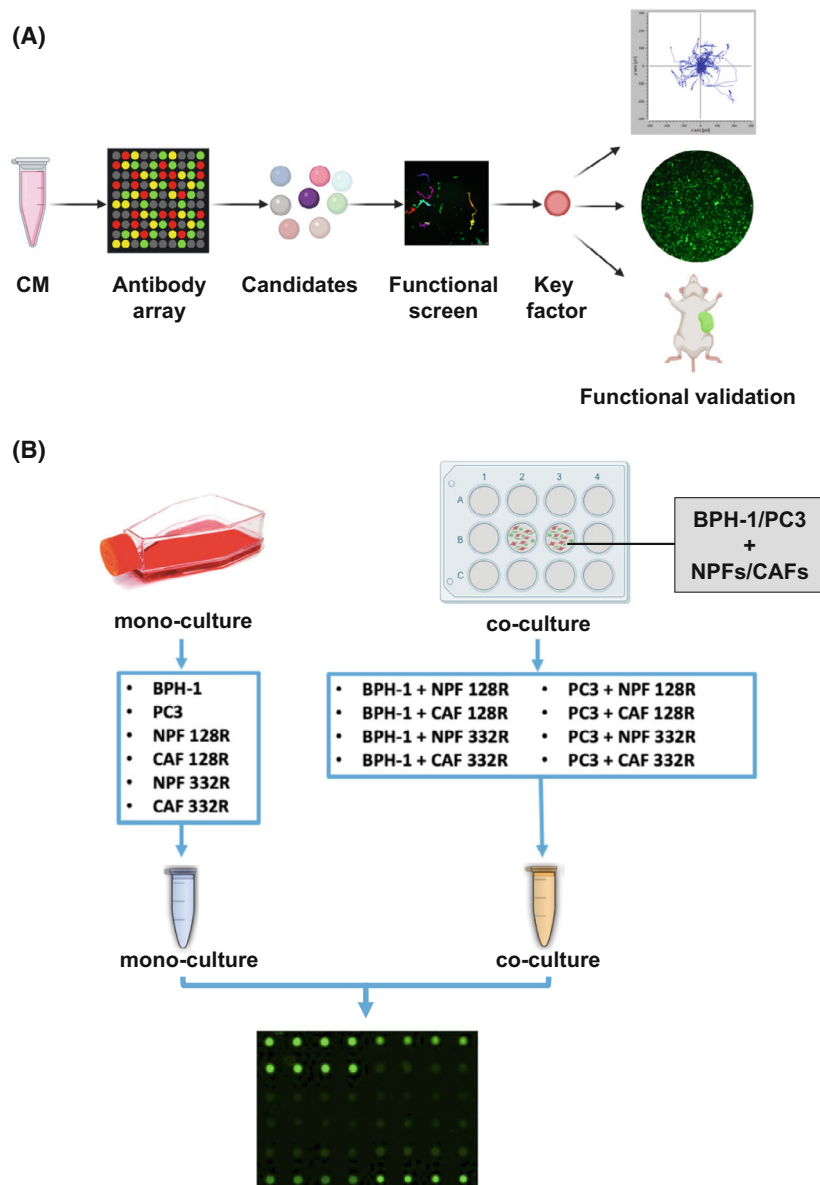 (A)
CM
Antibody
array
Candidates
Functional
screen
Key
factor
Functional validation
(B)
1 2 3 4
A
B
C
BPH-1/PC3
+
NPFs/CAFs
mono-culture
co-culture
• BPH-1
• PC3
• NPF 128R
• CAF 128R
• NPF 332R
• CAF 332R
• BPH-1 + NPF 128R
• BPH-1 + CAF 128R
• BPH-1 + NPF 332R
• BPH-1 + CAF 332R
• PC3 + NPF 128R
• PC3 + CAF 128R
• PC3 + NPF 332R
• PC3 + CAF 332R
mono-culture
co-culture